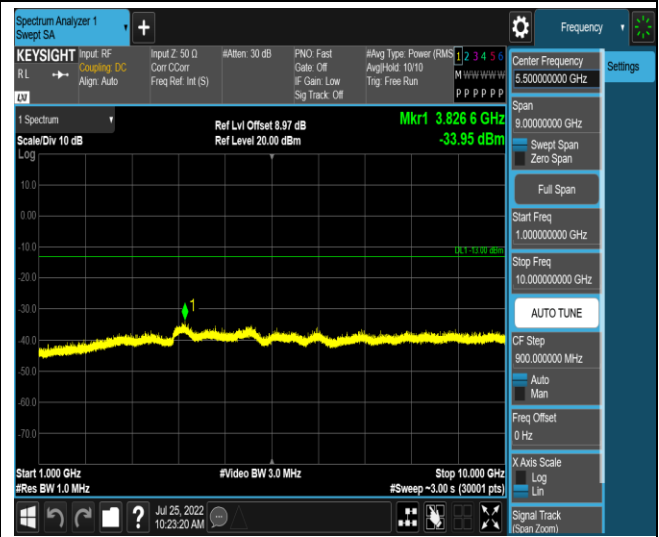 Spectrum Analyzer 1
Swept SA
+
Frequency
KEYSIGHT
RL
LXI
Input: RF
Coupling: DC
Align: Auto
Input Z: 50 Ω
Corr CCorr
Freq Ref: Int (S)
#Atten: 30 dB
PNO: Fast
Gate: Off
IF Gain: Low
Sig Track: Off
#Avg Type: Power (RMS
Avg|Hold: 10/10
Trig: Free Run
1 2 3 4 5 6
M W W W W W
P P P P P P
1 Spectrum
Scale/Div 10 dB
Log
Ref Lvl Offset 8.97 dB
Ref Level 20.00 dBm
Mkr1 3.826 6 GHz
-33.95 dBm
10.0
0.00
-10.0
DL1 -13.00 dBm
-20.0
-30.0
1
-40.0
-50.0
-60.0
-70.0
Start 1.000 GHz
#Res BW 1.0 MHz
#Video BW 3.0 MHz
Stop 10.000 GHz
#Sweep ~3.00 s (30001 pts)
Jul 25, 2022
10:23:20 AM
?
Center Frequency
5.500000000 GHz
Span
9.00000000 GHz
Swept Span
Zero Span
Full Span
Start Freq
1.000000000 GHz
Stop Freq
10.000000000 GHz
AUTO TUNE
CF Step
900.000000 MHz
Auto
Man
Freq Offset
0 Hz
X Axis Scale
Log
Lin
Signal Track
(Span Zoom)
Settings